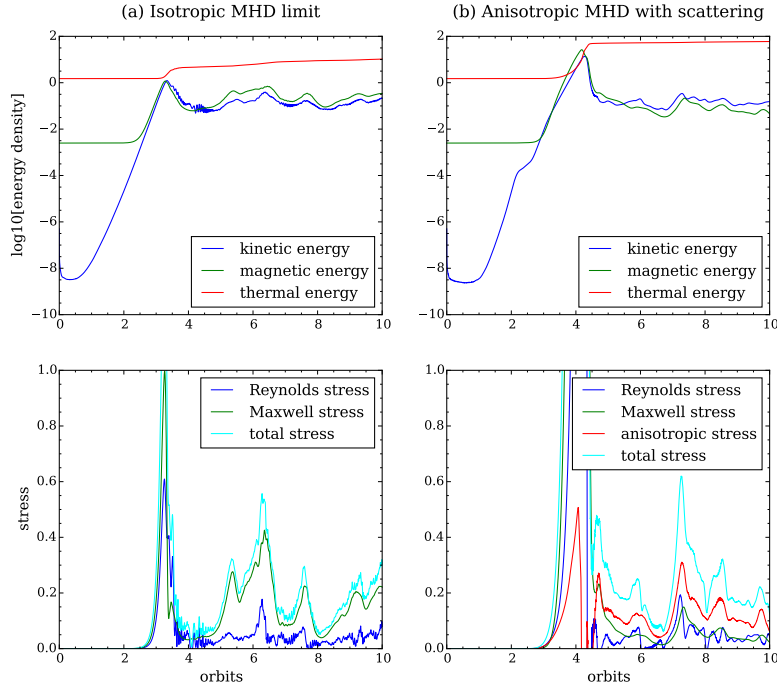 (a) Isotropic MHD limit
(b) Anisotropic MHD with scattering
log10[energy density]
2
0
−2
−4
−6
−8
−10
0 2 4 6 8 10
kinetic energy
magnetic energy
thermal energy
2
0
−2
−4
−6
−8
−10
0 2 4 6 8 10
kinetic energy
magnetic energy
thermal energy
stress
1.0
0.8
0.6
0.4
0.2
0.0
0 2 4 6 8 10
orbits
Reynolds stress
Maxwell stress
total stress
1.0
0.8
0.6
0.4
0.2
0.0
0 2 4 6 8 10
orbits
Reynolds stress
Maxwell stress
anisotropic stress
total stress